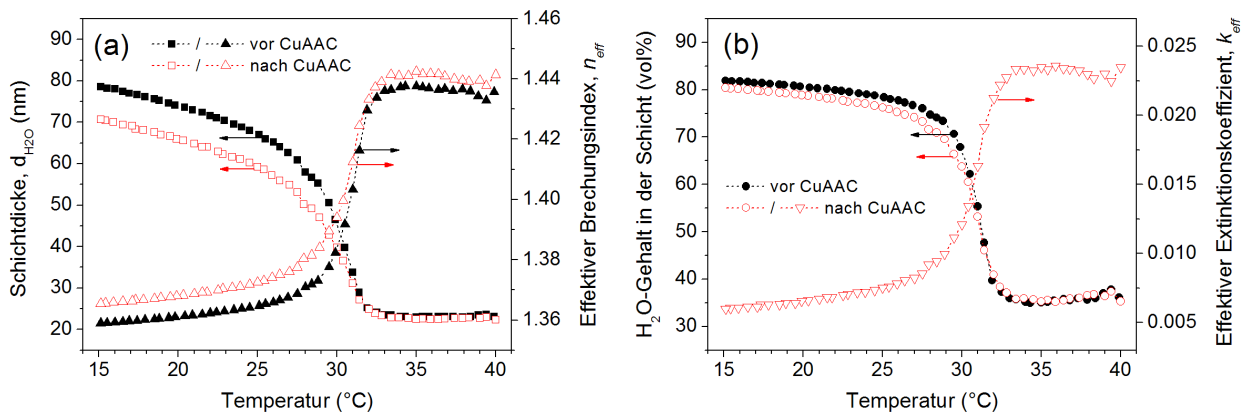 (a)
/ vor CuAAC
/ nach CuAAC
Schichtdicke, d_H2O (nm)
90
80
70
60
50
40
30
20
1.46
1.44
1.42
1.40
1.38
1.36
Effektiver Brechungsindex, n_eff
15 20 25 30 35 40
Temperatur (°C)
(b)
vor CuAAC
/ nach CuAAC
H2O-Gehalt in der Schicht (vol%)
90
80
70
60
50
40
30
0.025
0.020
0.015
0.010
0.005
Effektiver Extinktionskoeffizient, k_eff
15 20 25 30 35 40
Temperatur (°C)